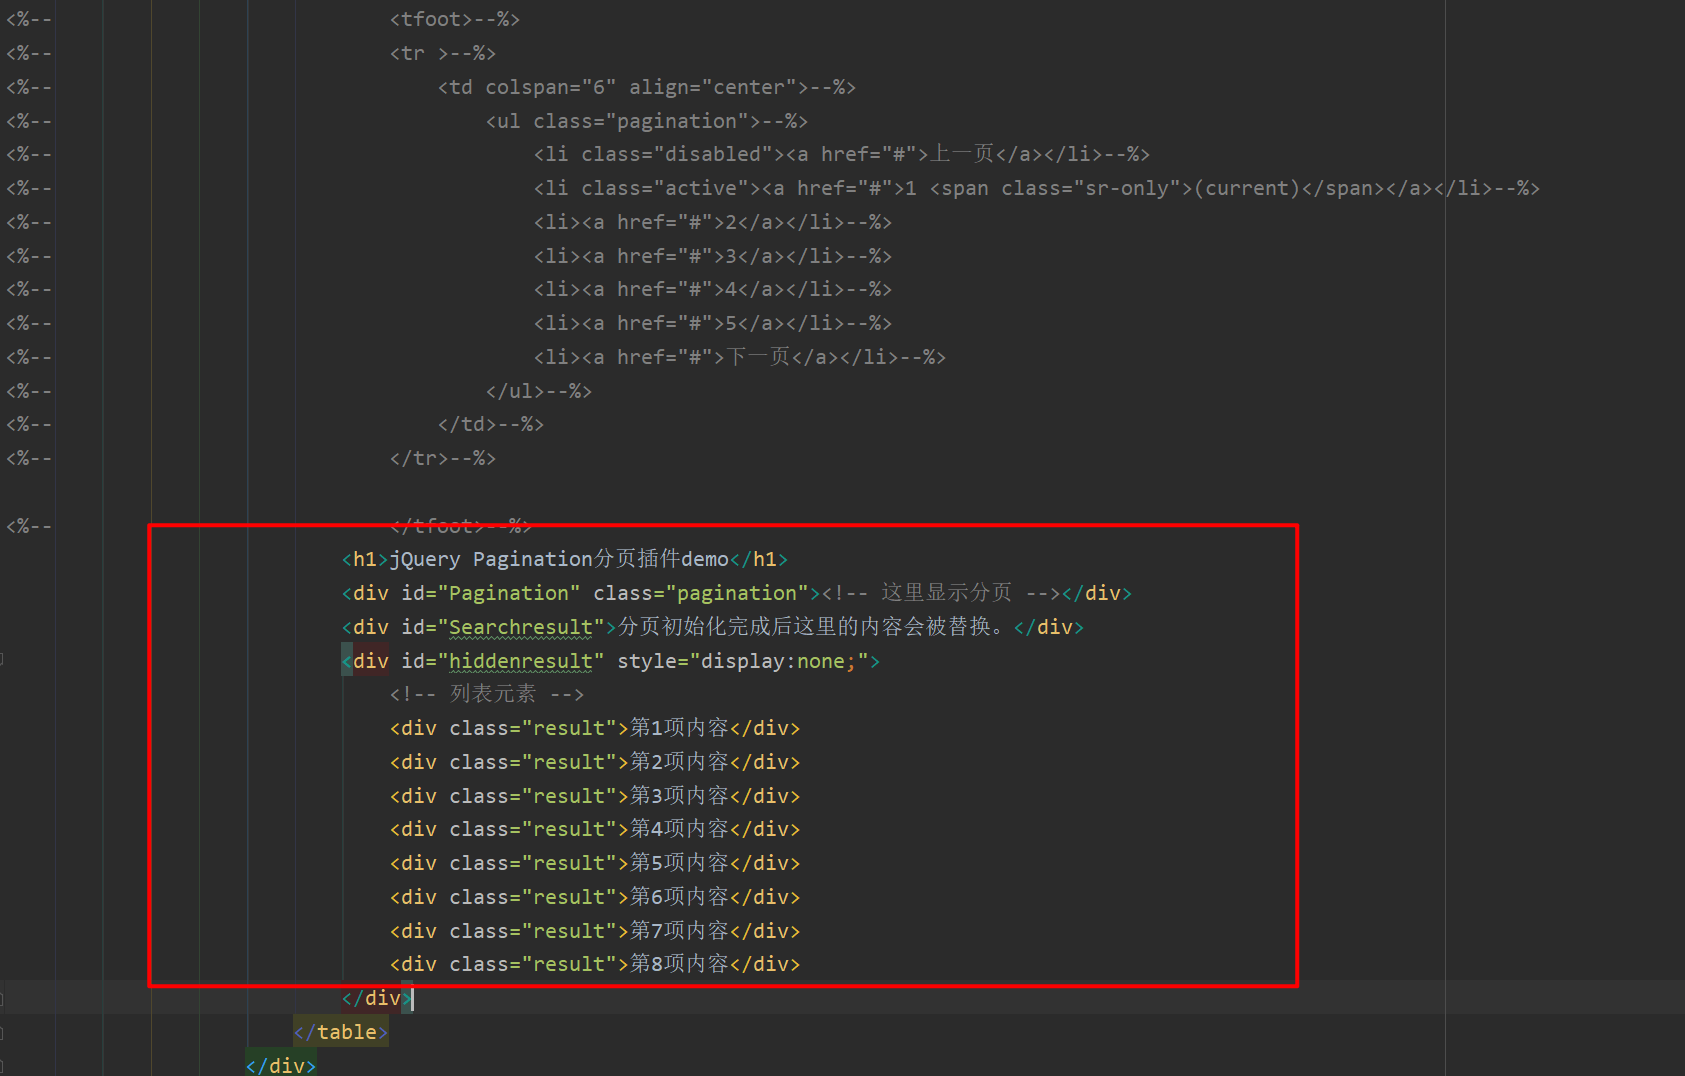 <%--                            <tfoot>--%>
<%--                            <tr >--%>
<%--                                <td colspan="6" align="center">--%>
<%--                                    <ul class="pagination">--%>
<%--                                        <li class="disabled"><a href="#">上一页</a></li>--%>
<%--                                        <li class="active"><a href="#">1 <span class="sr-only">(current)</span></a></li>--%>
<%--                                        <li><a href="#">2</a></li>--%>
<%--                                        <li><a href="#">3</a></li>--%>
<%--                                        <li><a href="#">4</a></li>--%>
<%--                                        <li><a href="#">5</a></li>--%>
<%--                                        <li><a href="#">下一页</a></li>--%>
<%--                                    </ul>--%>
<%--                                </td>--%>
<%--                            </tr>--%>
<%--                            </tfoot>--%>
                            <h1>jQuery Pagination分页插件demo</h1>
                            <div id="Pagination" class="pagination"><!-- 这里显示分页 --></div>
                            <div id="Searchresult">分页初始化完成后这里的内容会被替换。</div>
                            <div id="hiddenresult" style="display:none;">
                                <!-- 列表元素 -->
                                <div class="result">第1项内容</div>
                                <div class="result">第2项内容</div>
                                <div class="result">第3项内容</div>
                                <div class="result">第4项内容</div>
                                <div class="result">第5项内容</div>
                                <div class="result">第6项内容</div>
                                <div class="result">第7项内容</div>
                                <div class="result">第8项内容</div>
                            </div>
                        </table>
                    </div>